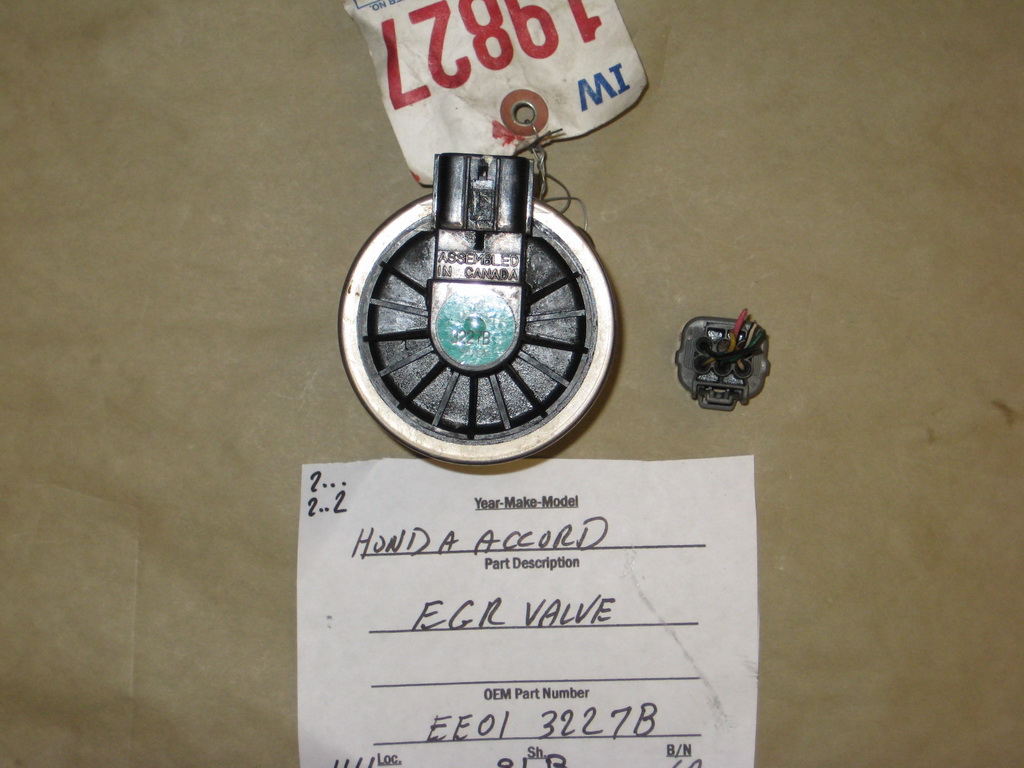 19827
IW
ASSEMBLED
IN CANADA
3227B
2...
2..2
Year-Make-Model
HONDA ACCORD
Part Description
EGR VALVE
OEM Part Number
EE01 3227B
Loc.
Sh.
B/N